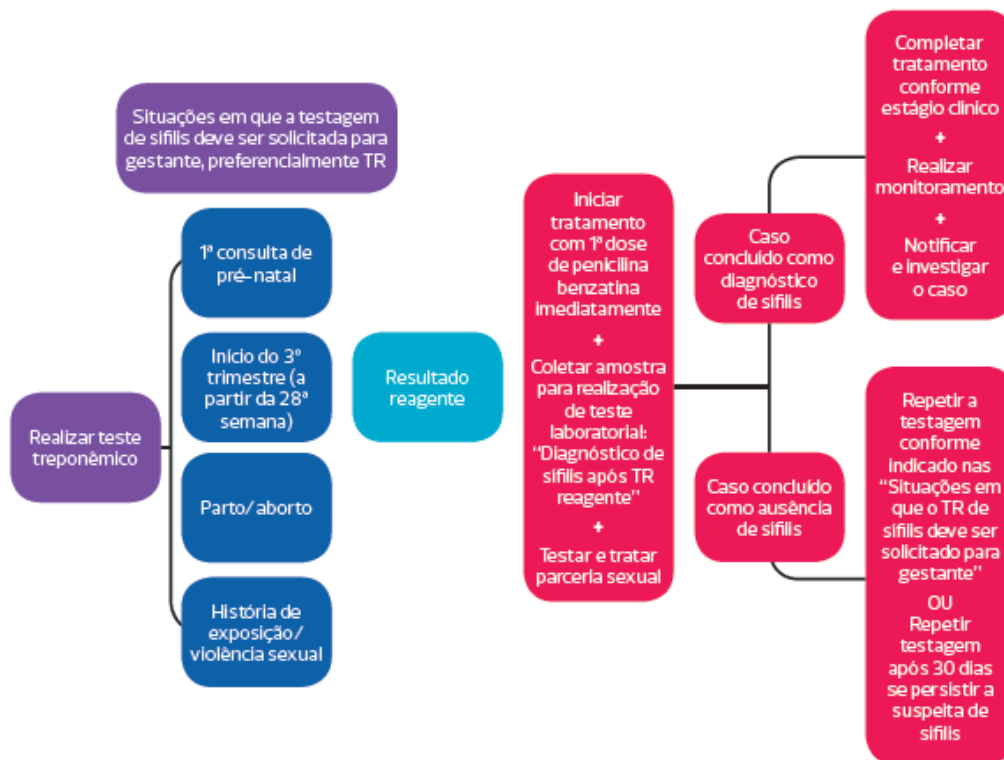 Situações em que a testagem
de sífilis deve ser solicitada para
gestante, preferencialmente TR
Realizar teste
treponêmico
1ª consulta de
pré-natal
Início do 3º
trimestre (a
partir da 28ª
semana)
Parto/aborto
História de
exposição/
violência sexual
Resultado
reagente
Iniciar
tratamento
com 1ª dose
de penicilina
benzatina
imediatamente
+
Coletar amostra
para realização
de teste
laboratorial:
“Diagnóstico de
sífilis após TR
reagente”
+
Testar e tratar
parceria sexual
Caso
concluído como
diagnóstico
de sífilis
Completar
tratamento
conforme
estágio clínico
+
Realizar
monitoramento
+
Notificar
e investigar
o caso
Caso concluído
como ausência
de sífilis
Repetir a
testagem
conforme
indicado nas
“Situações em
que o TR de
sífilis deve ser
solicitado para
gestante”
OU
Repetir
testagem
após 30 dias
se persistir a
suspeita de
sífilis